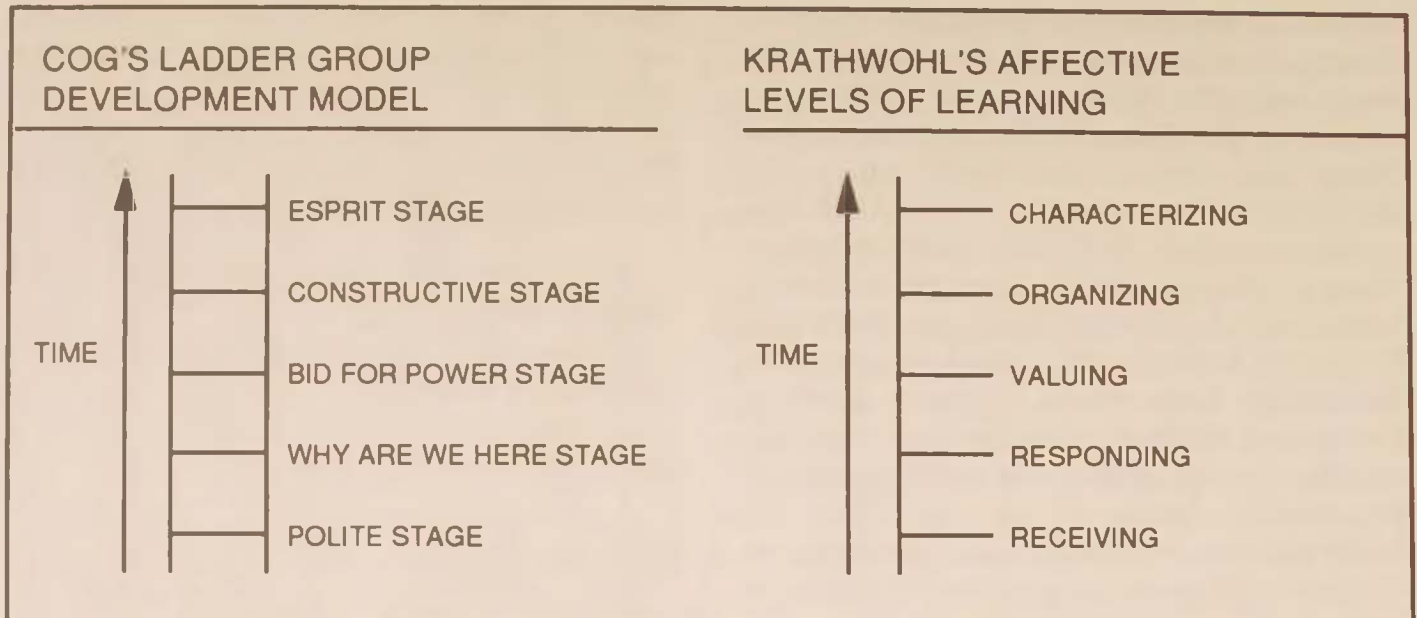 COG'S LADDER GROUP
DEVELOPMENT MODEL
TIME
ESPRIT STAGE
CONSTRUCTIVE STAGE
BID FOR POWER STAGE
WHY ARE WE HERE STAGE
POLITE STAGE
KRATHWOHL'S AFFECTIVE
LEVELS OF LEARNING
TIME
CHARACTERIZING
ORGANIZING
VALUING
RESPONDING
RECEIVING